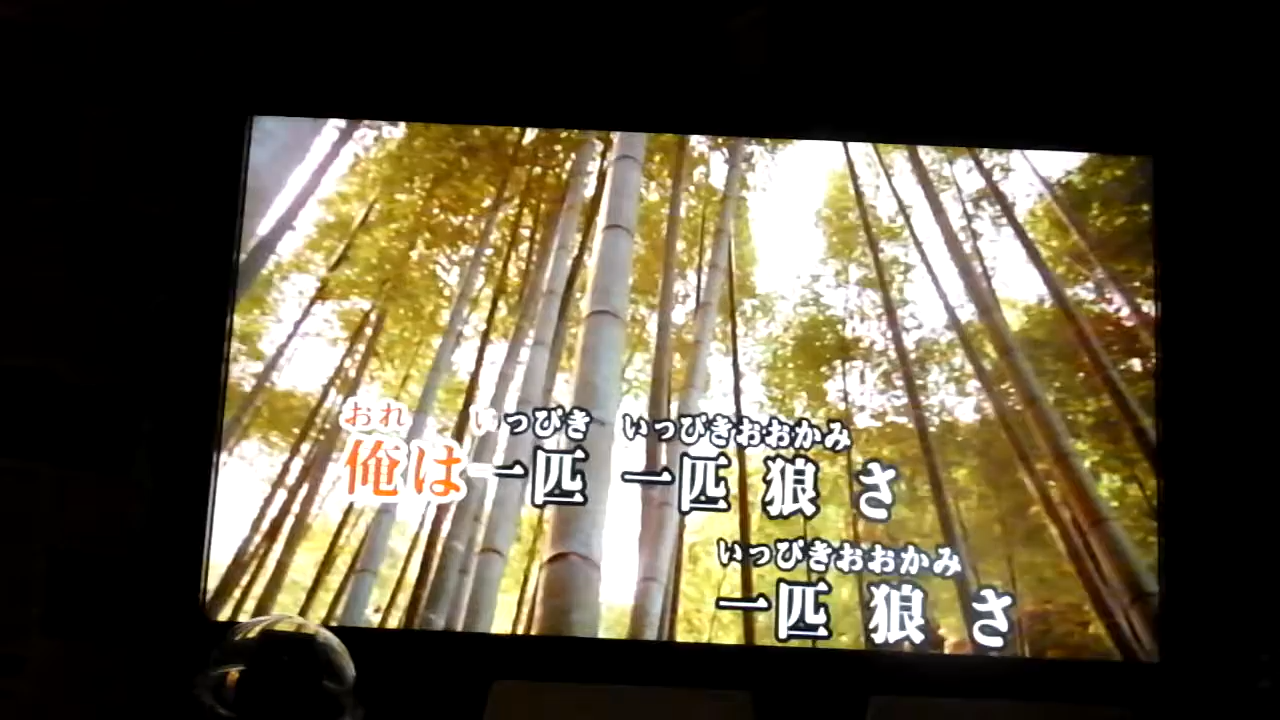 おれ いっぴき いっぴきおおかみ
俺は一匹 一匹 狼 さ
いっぴきおおかみ
一匹 狼 さ